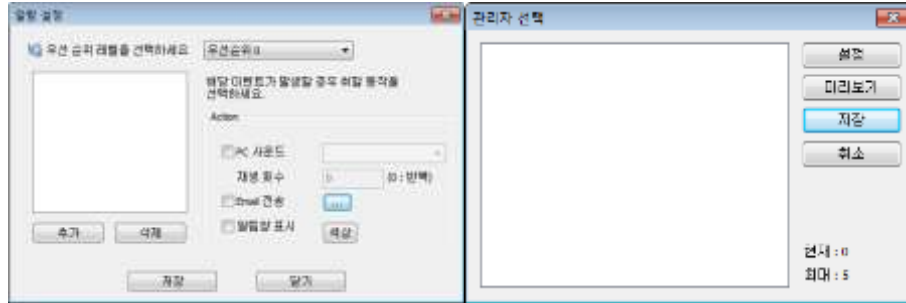 알람 설정
우선 순위 레벨을 선택하세요
우선순위 0
해당 이벤트가 발생할 경우 취할 동작을
선택하세요.
Action
PC 사운드
재생 회수
0
(0 : 반복)
Email 전송
...
알림창 표시
색상
추가
삭제
저장
닫기
관리자 선택
설정
미리보기
저장
취소
현재 : 0
최대 : 5